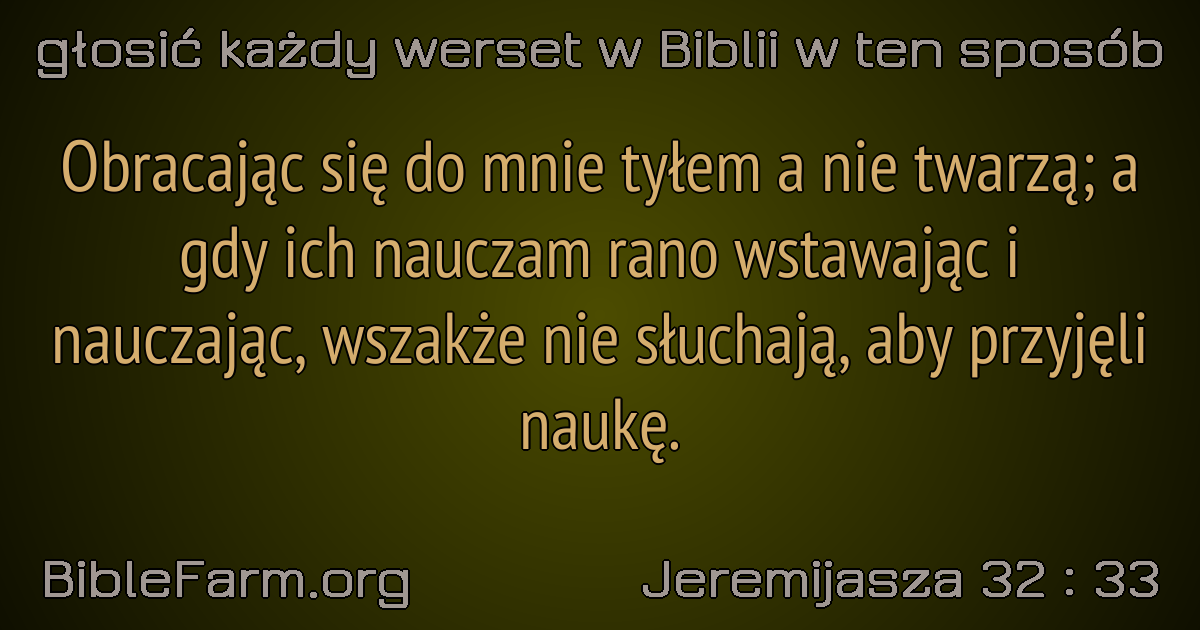 głosić każdy werset w Biblii w ten sposób
Obracając się do mnie tyłem a nie twarzą; a
gdy ich nauczam rano wstawając i
nauczając, wszakże nie słuchają, aby przyjęli
naukę.
BibleFarm.org
Jeremijasza 32 : 33